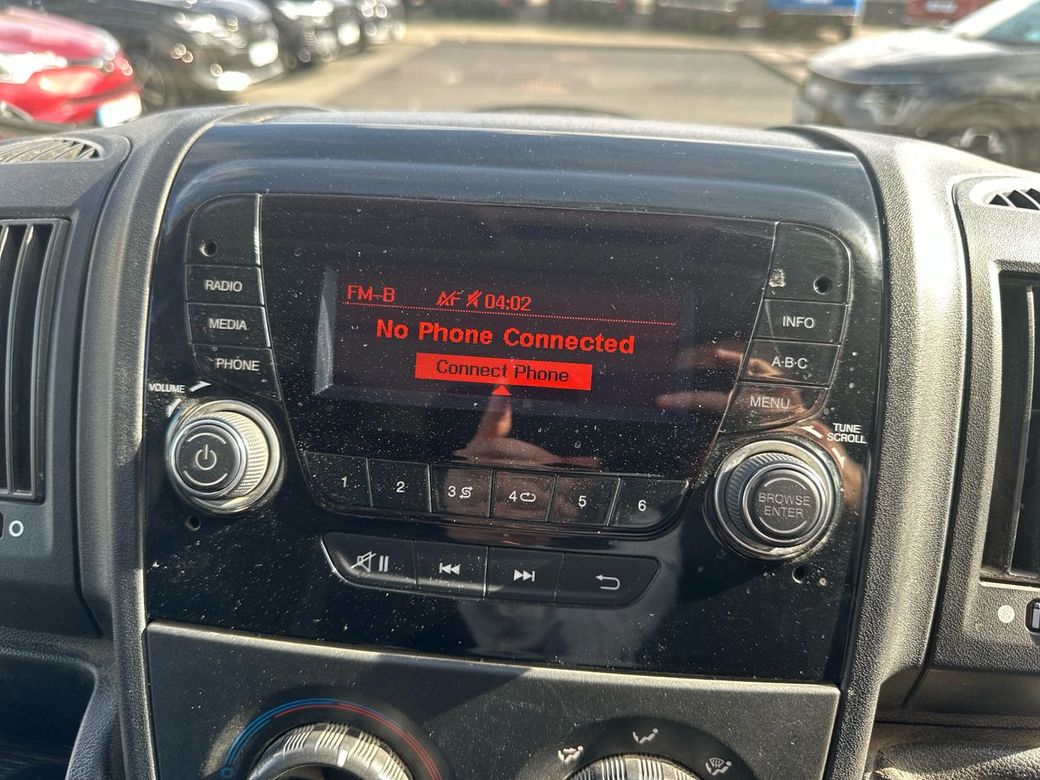 FM-B AF 04:02
No Phone Connected
Connect Phone
RADIO
MEDIA
PHONE
VOLUME
INFO
A·B·C
MENU
TUNE
SCROLL
BROWSE
ENTER
1 2 3 4 5 6